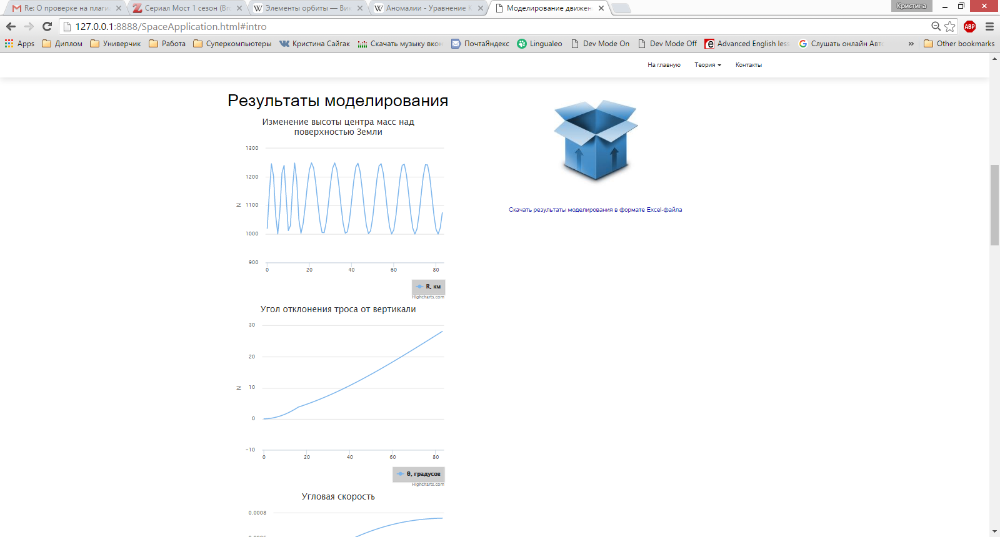 Re: О проверке на плаги
Сериал Мост 1 сезон (Bro
Элементы орбиты — Ви
Аномалии - Уравнение К
Моделирование движен
Кристина
127.0.0.1:8888/SpaceApplication.html#intro
ABP
Apps
Диплом
Универчик
Работа
Суперкомпьютеры
Кристина Сайгак
Скачать музыку вкон
ПочтаЯндекс
Lingualeo
Dev Mode On
Dev Mode Off
Advanced English less
Слушать онлайн Авто
»
Other bookmarks
На главную
Теория
Контакты
Результаты моделирования
Изменение высоты центра масс над
поверхностью Земли
1300
1200
1100
1000
900
N
0 20 40 60 80
R, км
Highcharts.com
Скачать результаты моделирования в формате Excel-файла
Угол отклонения троса от вертикали
30
20
10
0
-10
N
0 20 40 60 80
θ, градусов
Highcharts.com
Угловая скорость
0.0008